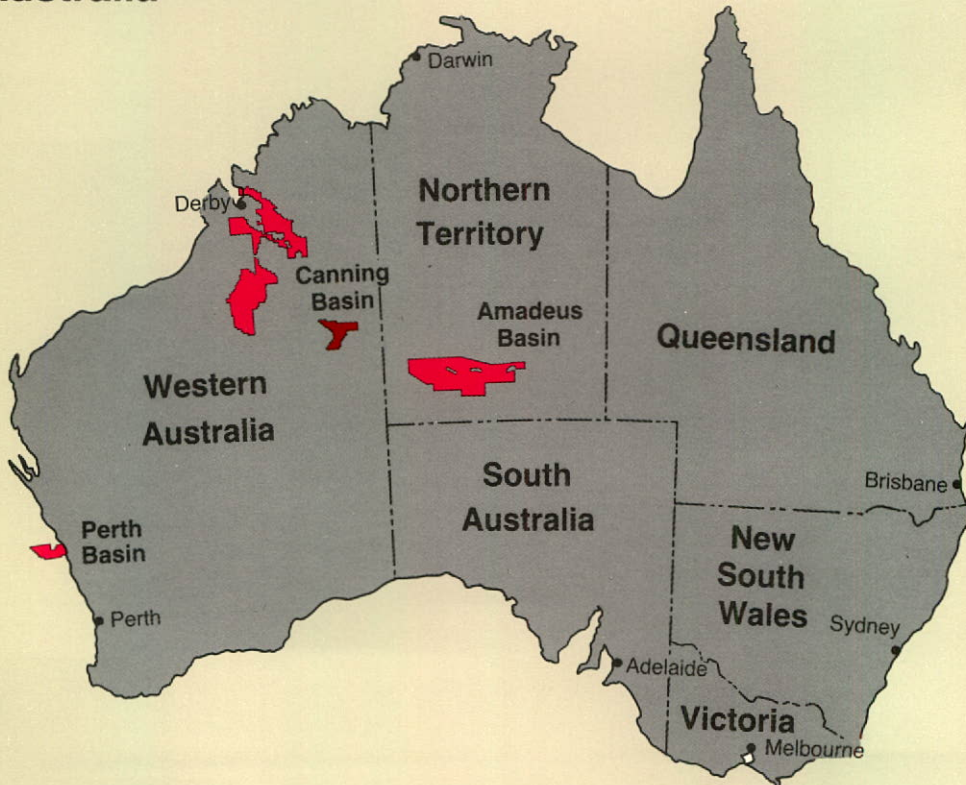 Australia
Darwin
Derby
Northern
Territory
Canning
Basin
Amadeus
Basin
Queensland
Western
Australia
South
Australia
Brisbane
Perth
Basin
New
South
Wales
Perth
Sydney
Adelaide
Victoria
Melbourne